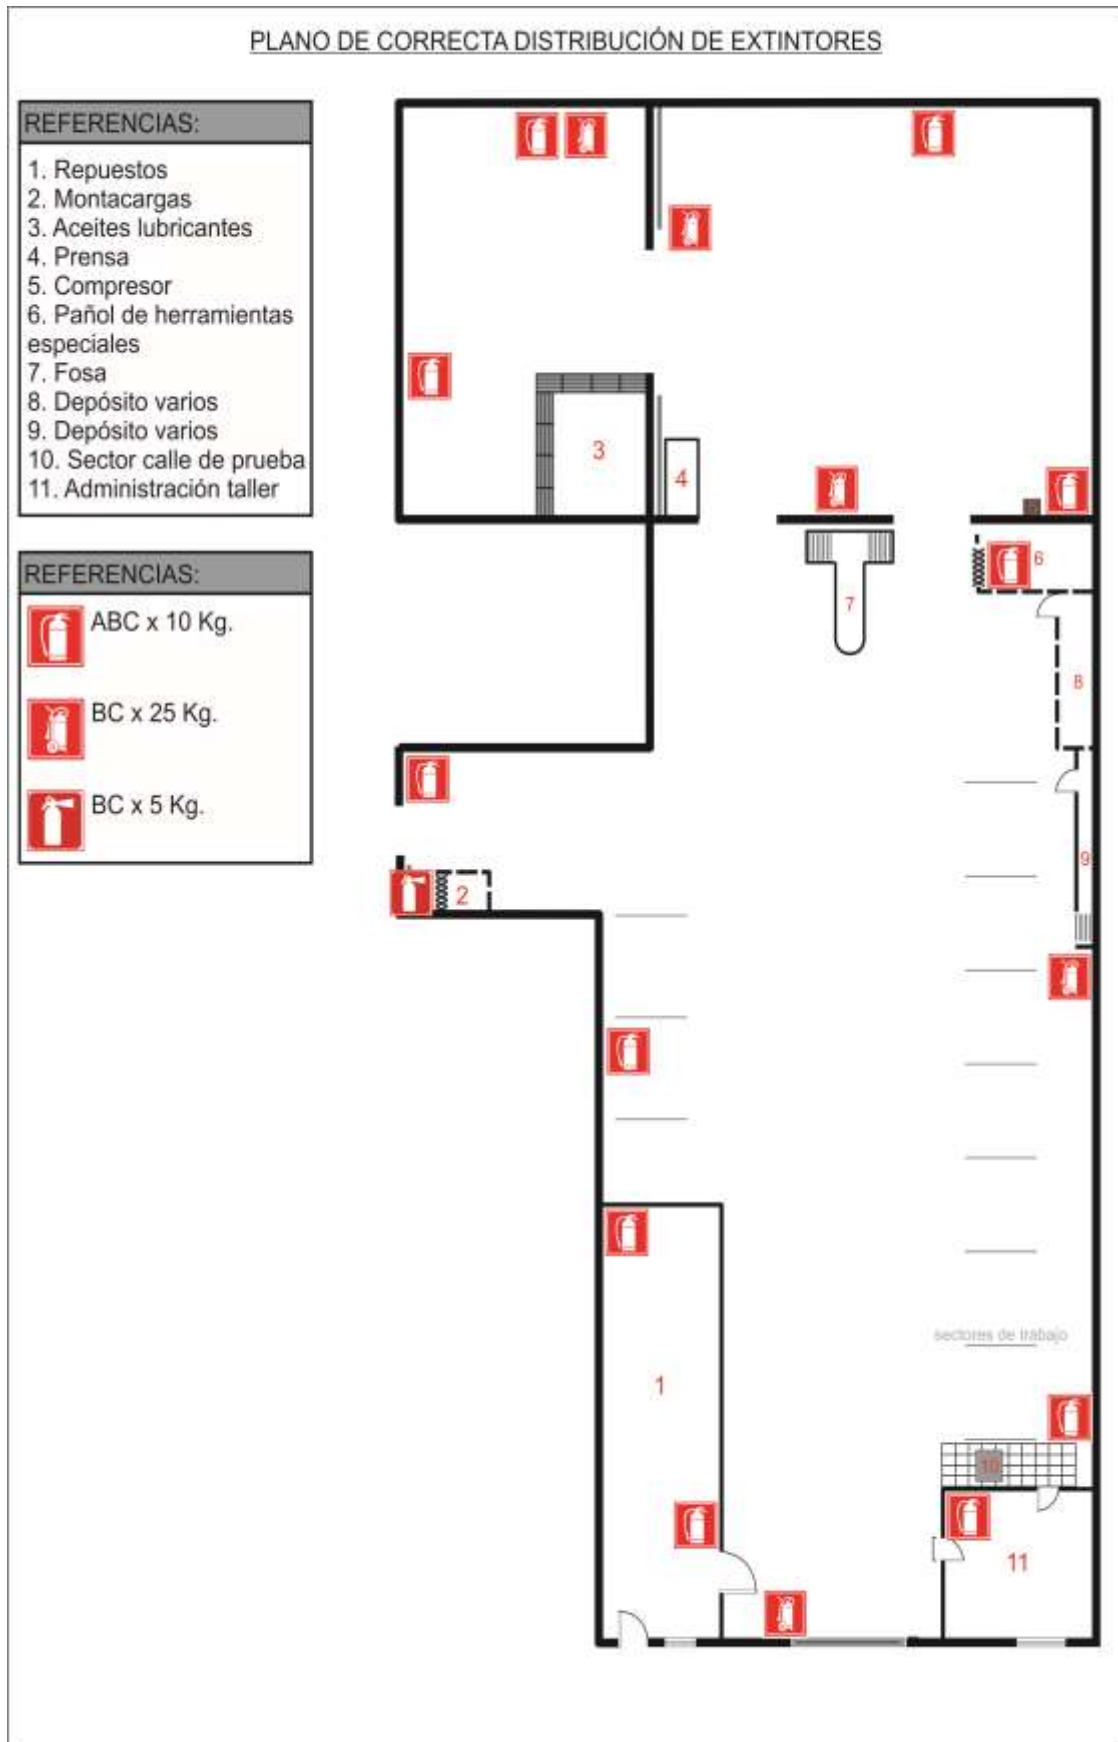 PLANO DE CORRECTA DISTRIBUCIÓN DE EXTINTORES
REFERENCIAS:
1. Repuestos
2. Montacargas
3. Aceites lubricantes
4. Prensa
5. Compresor
6. Pañol de herramientas
especiales
7. Fosa
8. Depósito varios
9. Depósito varios
10. Sector calle de prueba
11. Administración taller
REFERENCIAS:
ABC x 10 Kg.
BC x 25 Kg.
BC x 5 Kg.
3
4
6
7
8
9
2
sectores de trabajo
1
10
11